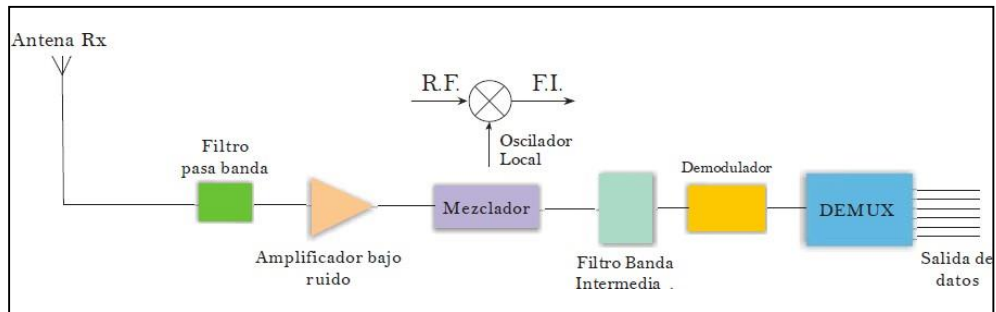 Antena Rx
R.F.
F.I.
Oscilador
Local
Filtro
pasa banda
Amplificador bajo
ruido
Mezclador
Filtro Banda
Intermedia .
Demodulador
DEMUX
Salida de
datos